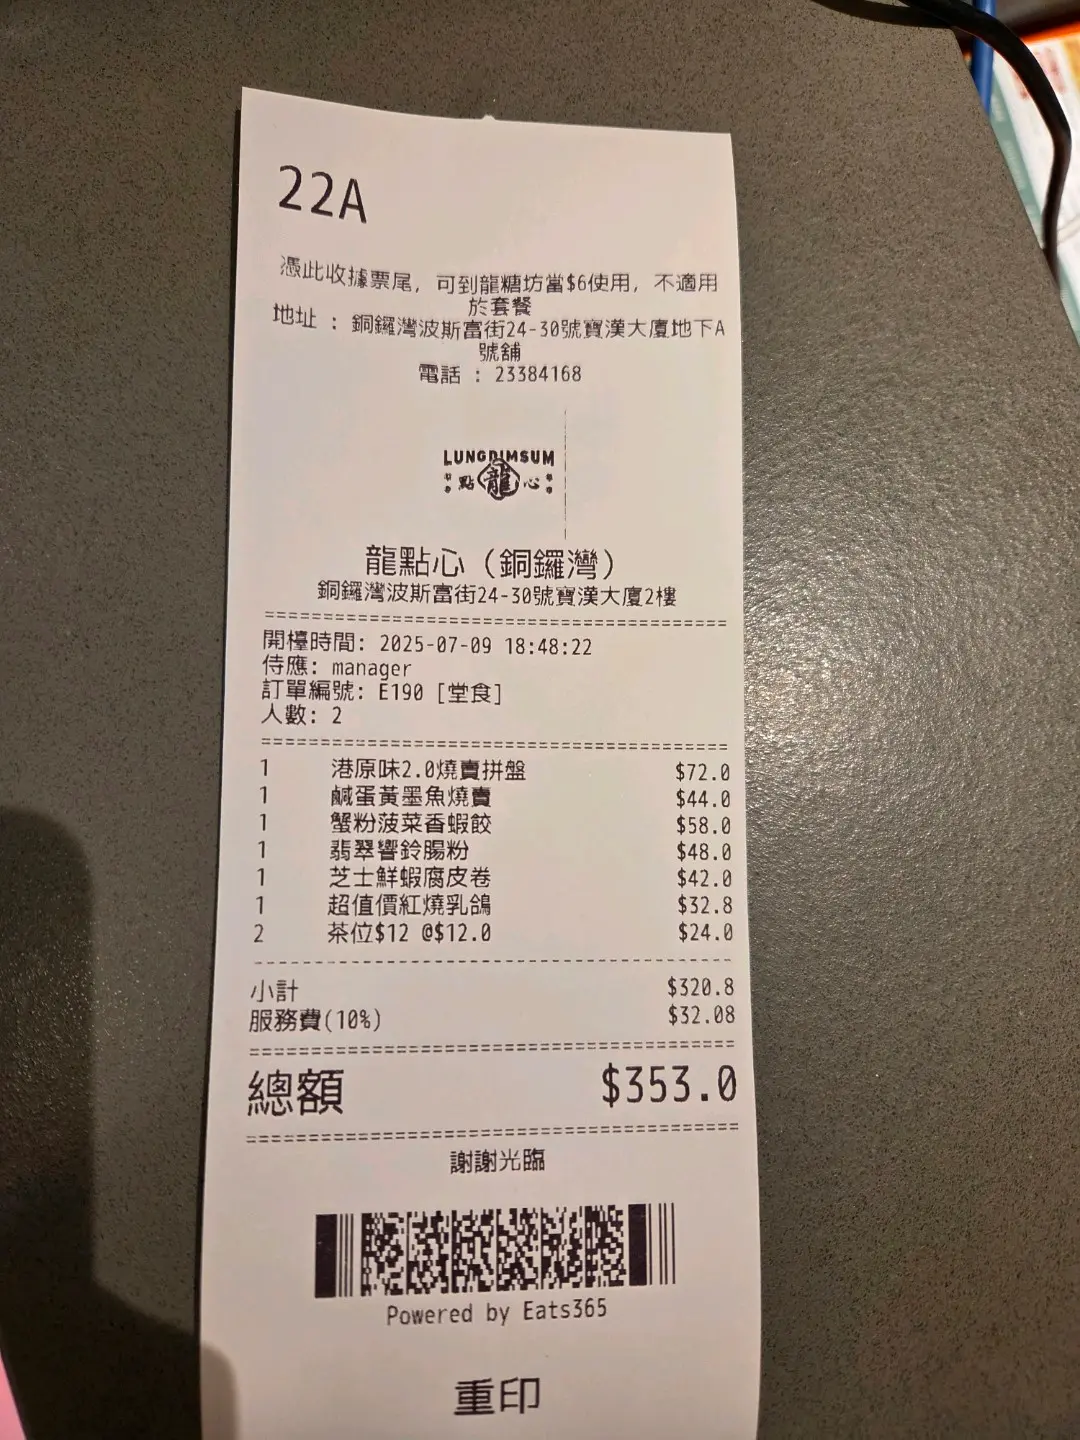 22A
憑此收據票尾，可到龍糖坊當$6使用，不適用
於套餐
地址 : 銅鑼灣波斯富街24-30號寶漢大廈地下A
號舖
電話 : 23384168
LUNGDIMSUM
點 龍 心
龍點心（銅鑼灣）
銅鑼灣波斯富街24-30號寶漢大廈2樓
開檯時間: 2025-07-09 18:48:22
侍應: manager
訂單編號: E190 [堂食]
人數: 2
1 港原味2.0燒賣拼盤 $72.0
1 鹹蛋黃墨魚燒賣 $44.0
1 蟹粉菠菜香蝦餃 $58.0
1 翡翠響鈴腸粉 $48.0
1 芝士鮮蝦腐皮卷 $42.0
1 超值價紅燒乳鴿 $32.8
2 茶位$12 @$12.0 $24.0
小計 $320.8
服務費(10%) $32.08
總額 $353.0
謝謝光臨
Powered by Eats365
重印